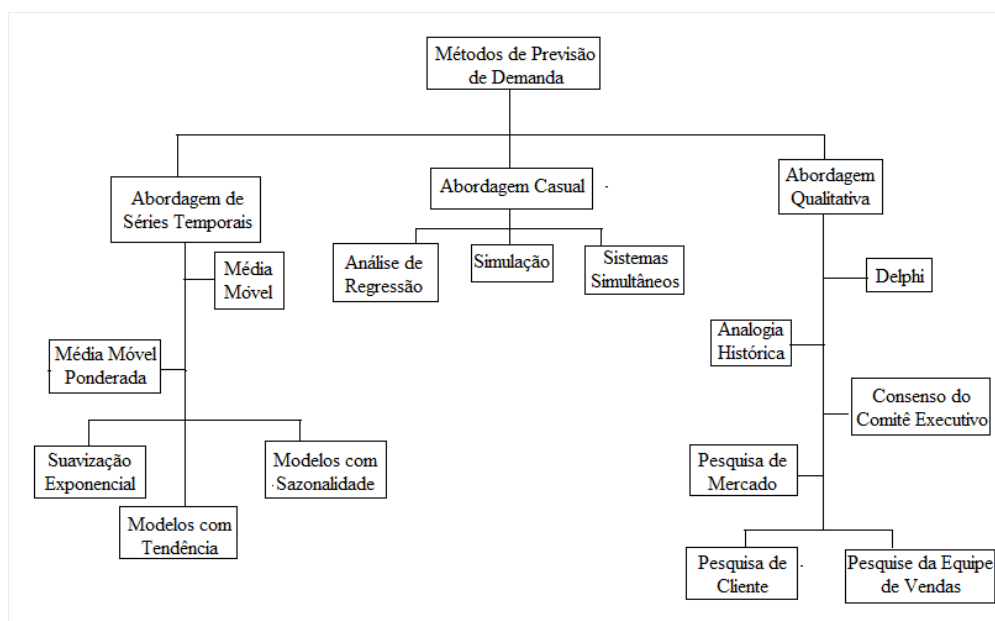 Métodos de Previsão
de Demanda
Abordagem de
Séries Temporais
Média
Móvel
Média Móvel
Ponderada
Suavização
Exponencial
Modelos com
Sazonalidade
Modelos com
Tendência
Abordagem Casual
Análise de
Regressão
Simulação
Sistemas
Simultâneos
Abordagem
Qualitativa
Delphi
Analogia
Histórica
Consenso do
Comitê Executivo
Pesquisa de
Mercado
Pesquisa de
Cliente
Pesquise da Equipe
de Vendas